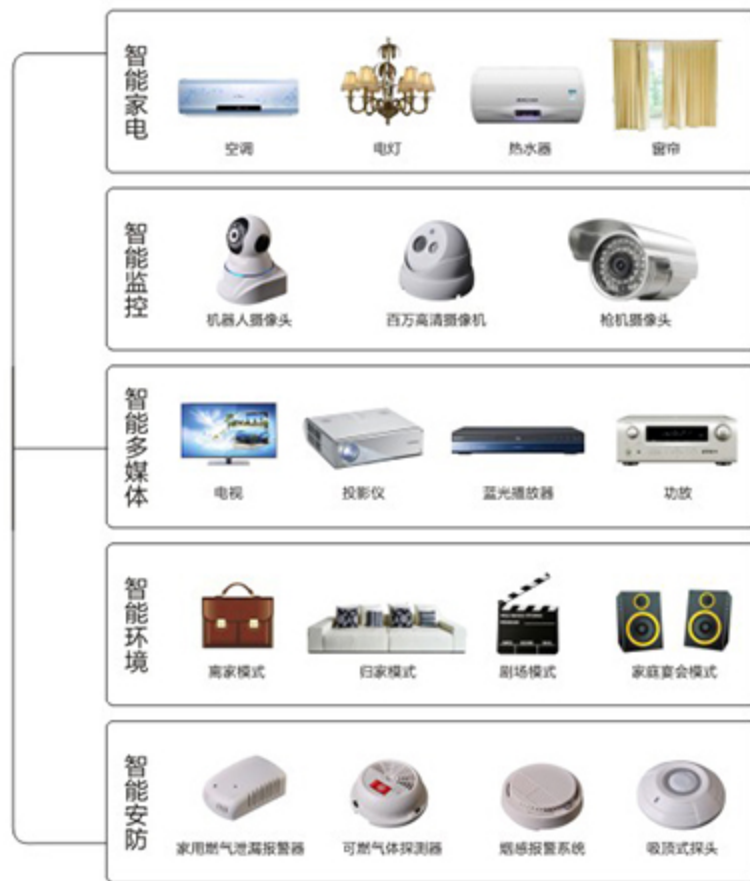 智能家电
空调
电灯
热水器
窗帘
智能监控
机器人摄像头
百万高清摄像机
枪机摄像头
智能多媒体
电视
投影仪
蓝光播放器
功放
智能环境
离家模式
归家模式
剧场模式
家庭宴会模式
智能安防
家用燃气泄漏报警器
可燃气体探测器
烟感报警系统
吸顶式探头